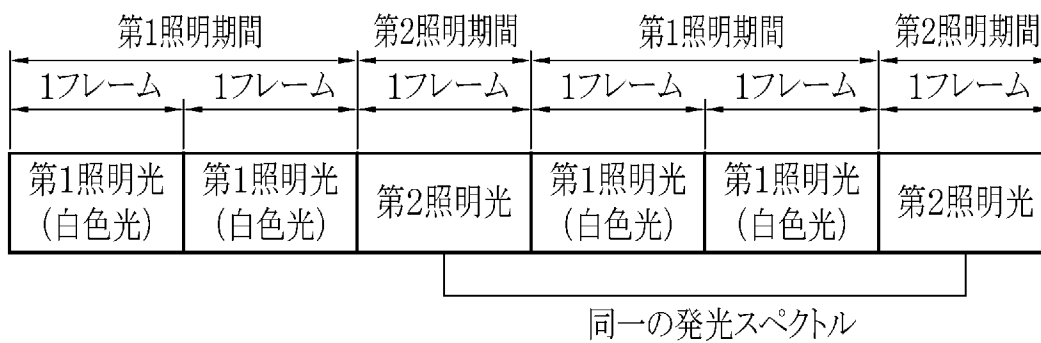 第1照明期間 第2照明期間 第1照明期間 第2照明期間
1フレーム 1フレーム 1フレーム 1フレーム 1フレーム 1フレーム
第1照明光 第1照明光 第2照明光 第1照明光 第1照明光 第2照明光
(白色光) (白色光) (白色光) (白色光)
同一の発光スペクトル